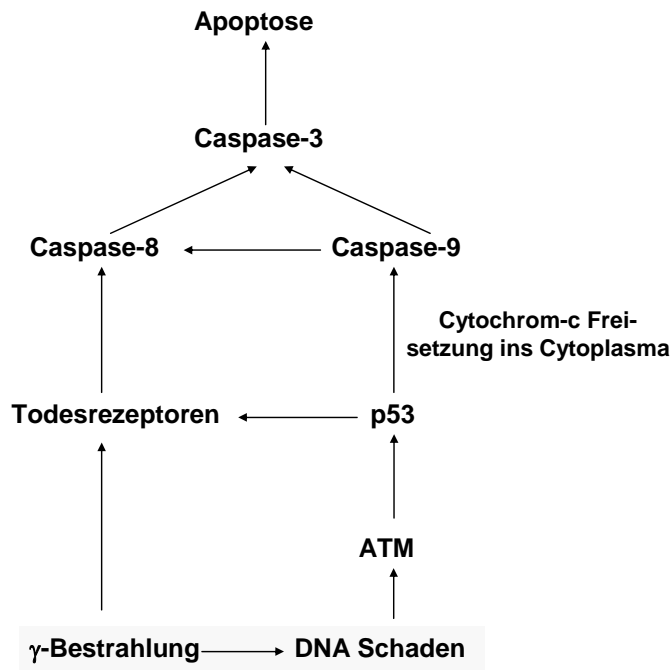 Apoptose
Caspase-3
Caspase-8
Caspase-9
Cytochrom-c Frei-
setzung ins Cytoplasma
Todesrezeptoren
p53
ATM
γ-Bestrahlung
DNA Schaden